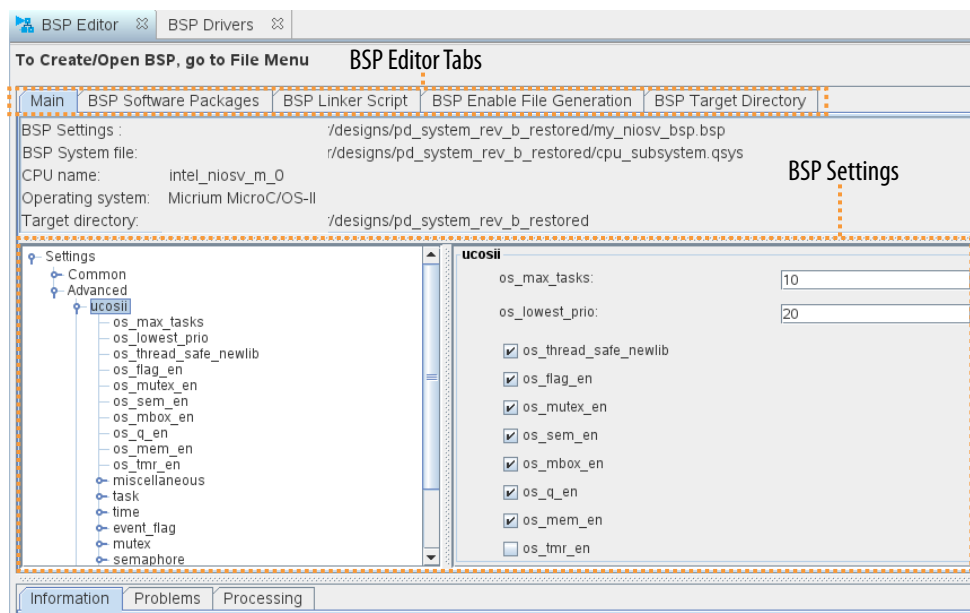 BSP Editor BSP Drivers
To Create/Open BSP, go to File Menu
BSP Editor Tabs
Main BSP Software Packages BSP Linker Script BSP Enable File Generation BSP Target Directory
BSP Settings : /designs/pd_system_rev_b_restored/my_niosv_bsp.bsp
BSP System file: r/designs/pd_system_rev_b_restored/cpu_subsystem.qsys
CPU name: intel_niosv_m_0
Operating system: Micrium MicroC/OS-II
Target directory: /designs/pd_system_rev_b_restored
BSP Settings
Settings
Common
Advanced
ucosii
os_max_tasks
os_lowest_prio
os_thread_safe_newlib
os_flag_en
os_mutex_en
os_sem_en
os_mbox_en
os_q_en
os_mem_en
os_tmr_en
miscellaneous
task
time
event_flag
mutex
semaphore
ucosii
os_max_tasks: 10
os_lowest_prio: 20
os_thread_safe_newlib
os_flag_en
os_mutex_en
os_sem_en
os_mbox_en
os_q_en
os_mem_en
os_tmr_en
Information Problems Processing